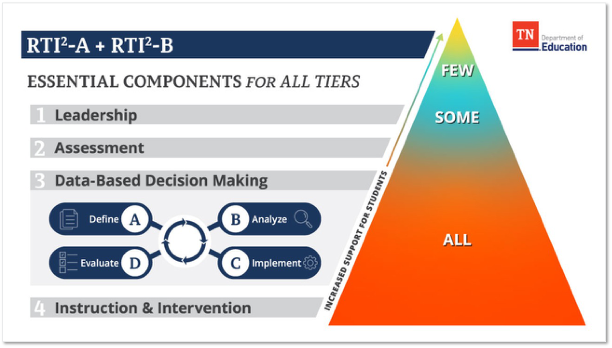 RTI²-A + RTI²-B
TN Department of
Education
ESSENTIAL COMPONENTS FOR ALL TIERS
1 Leadership
2 Assessment
3 Data-Based Decision Making
Define A
B Analyze
Evaluate D
C Implement
4 Instruction & Intervention
INCREASED SUPPORT FOR STUDENTS
FEW
SOME
ALL